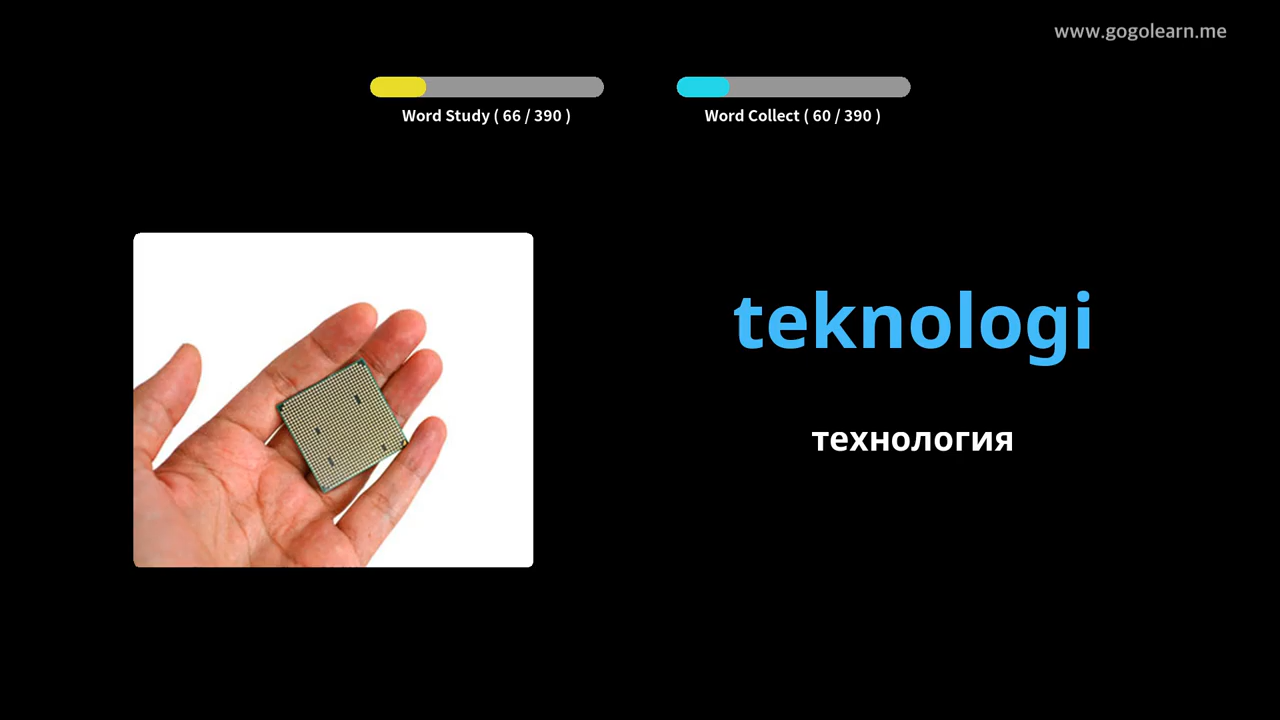 www.gogolearn.me
Word Study ( 66 / 390 )
Word Collect ( 60 / 390 )
teknologi
технология